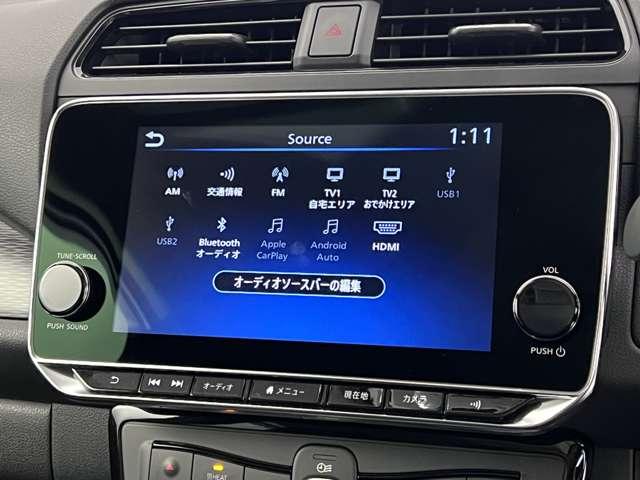 Source
1:11
AM
交通情報
FM
TV1
自宅エリア
TV2
おでかけエリア
USB1
USB2
Bluetooth
オーディオ
Apple
CarPlay
Android
Auto
HDMI
オーディオソースバーの編集
TUNE·SCROLL
PUSH SOUND
VOL
PUSH
オーディオ
メニュー
現在地
カメラ
HEAT